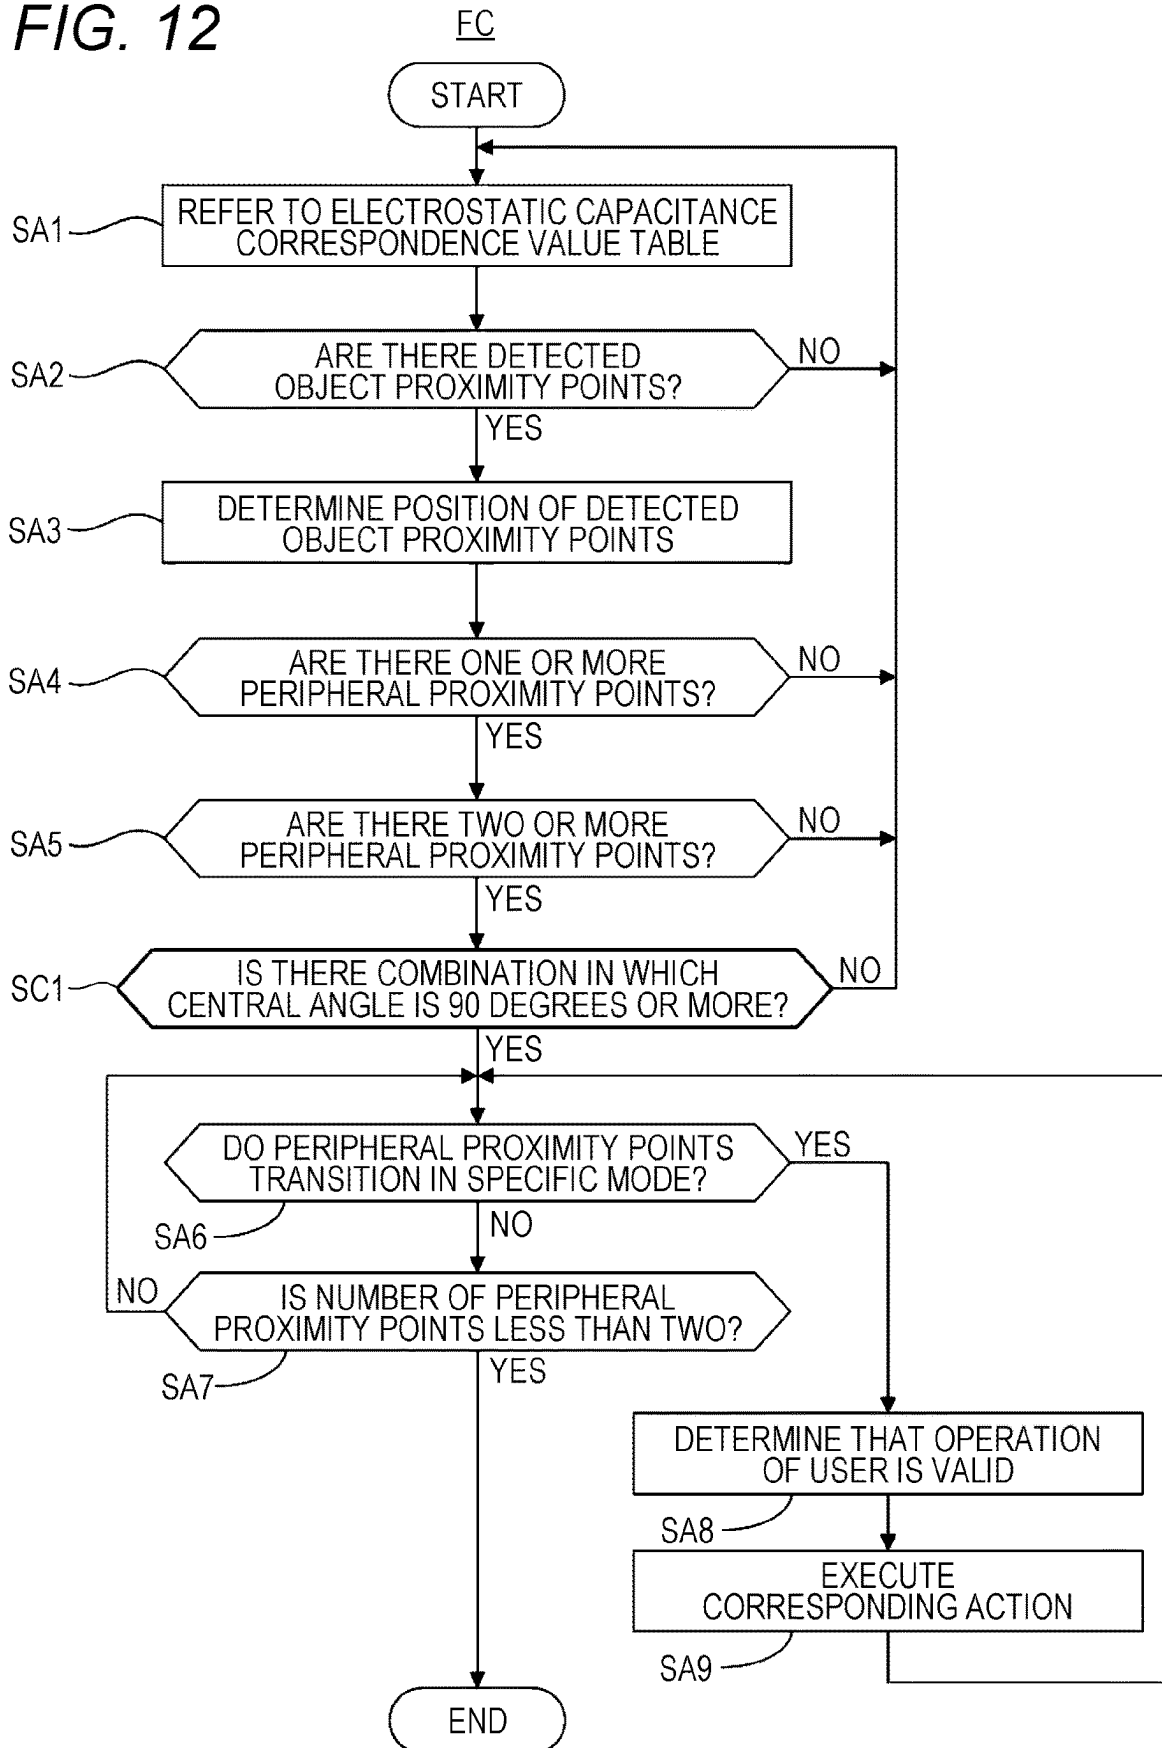 FIG. 12
FC
START
SA1
REFER TO ELECTROSTATIC CAPACITANCE
CORRESPONDENCE VALUE TABLE
SA2
ARE THERE DETECTED
OBJECT PROXIMITY POINTS?
NO
YES
SA3
DETERMINE POSITION OF DETECTED
OBJECT PROXIMITY POINTS
SA4
ARE THERE ONE OR MORE
PERIPHERAL PROXIMITY POINTS?
NO
YES
SA5
ARE THERE TWO OR MORE
PERIPHERAL PROXIMITY POINTS?
NO
YES
SC1
IS THERE COMBINATION IN WHICH
CENTRAL ANGLE IS 90 DEGREES OR MORE?
NO
YES
DO PERIPHERAL PROXIMITY POINTS
TRANSITION IN SPECIFIC MODE?
YES
SA6
NO
IS NUMBER OF PERIPHERAL
PROXIMITY POINTS LESS THAN TWO?
NO
SA7
YES
DETERMINE THAT OPERATION
OF USER IS VALID
SA8
EXECUTE
CORRESPONDING ACTION
SA9
END